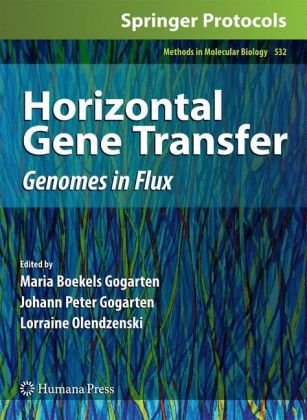 Springer Protocols
Methods in Molecular Biology 532
Horizontal
Gene Transfer
Genomes in Flux
Edited by
Maria Boekels Gogarten
Johann Peter Gogarten
Lorraine Olendzenski
Humana Press